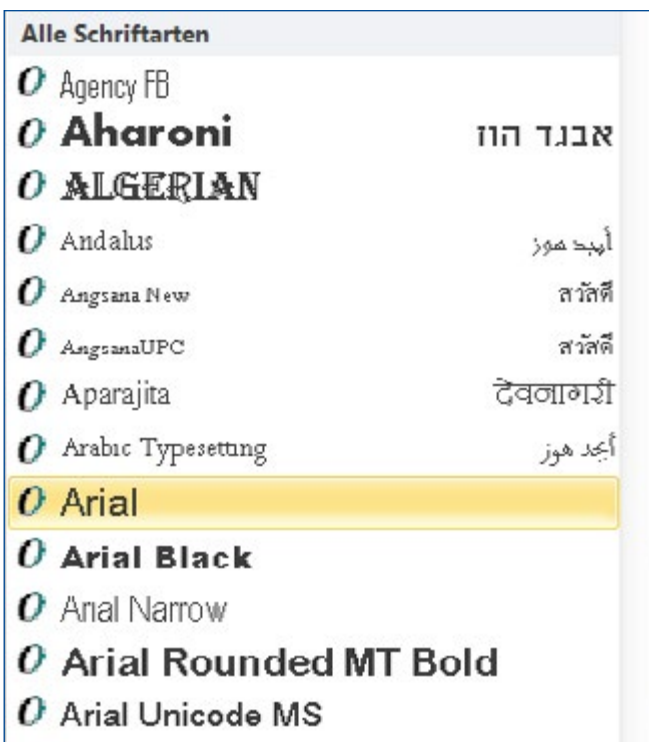 Alle Schriftarten
Agency FB
Aharoni אבגד הוז
ALGERIAN
Andalus أبجد هوز
Angsana New สวัสดี
AngsanaUPC สวัสดี
Aparajita देवनागरी
Arabic Typesetting أبجد هوز
Arial
Arial Black
Arial Narrow
Arial Rounded MT Bold
Arial Unicode MS